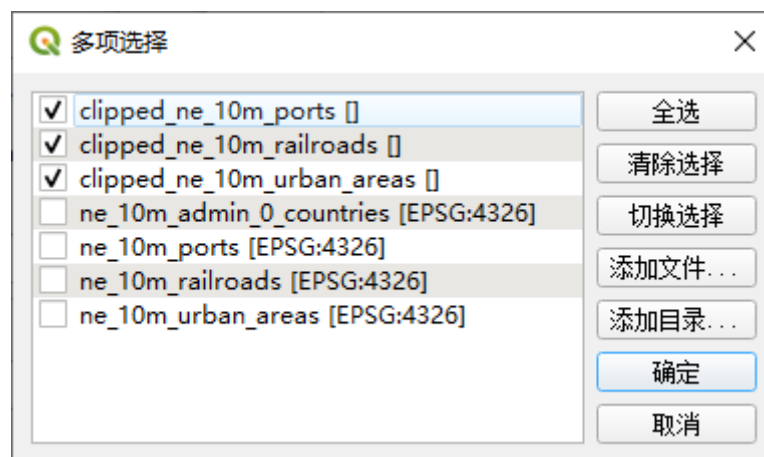 多项选择
clipped_ne_10m_ports []
clipped_ne_10m_railroads []
clipped_ne_10m_urban_areas []
ne_10m_admin_0_countries [EPSG:4326]
ne_10m_ports [EPSG:4326]
ne_10m_railroads [EPSG:4326]
ne_10m_urban_areas [EPSG:4326]
全选
清除选择
切换选择
添加文件...
添加目录...
确定
取消